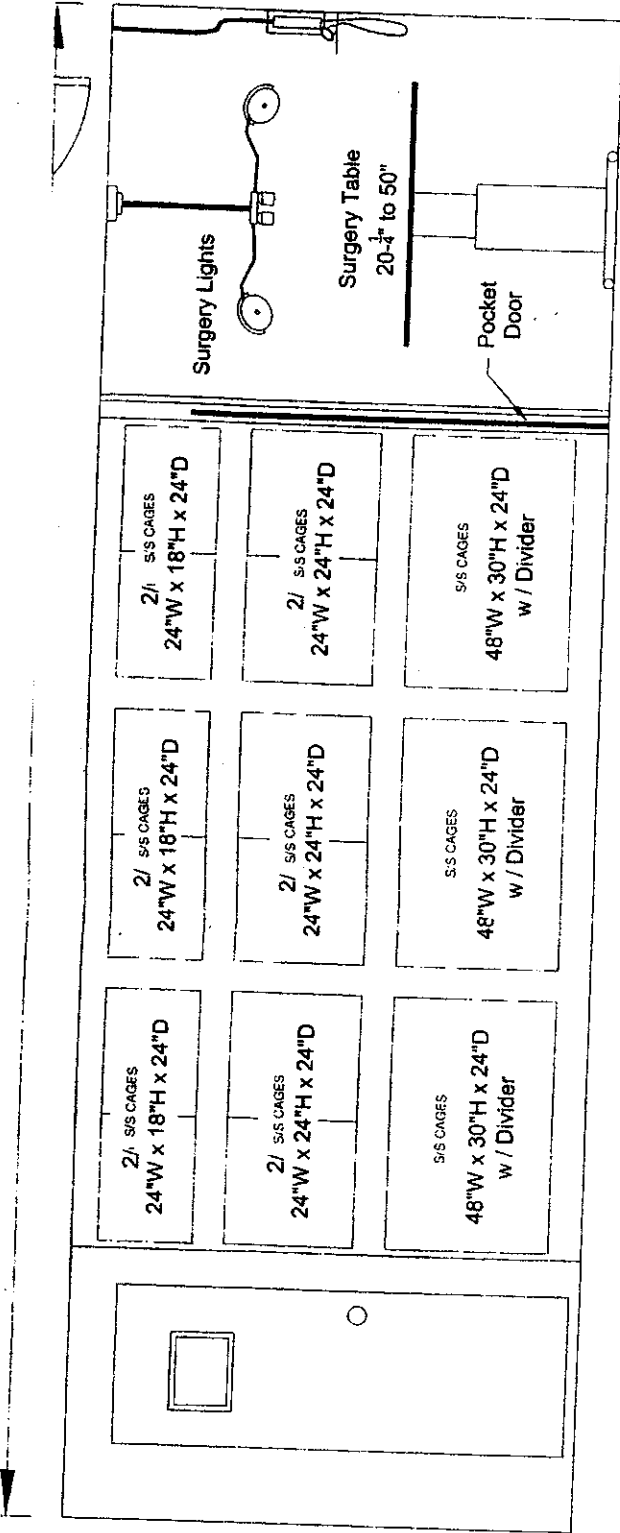 2/ S/S CAGES
24"W x 18"H x 24"D
2/ S/S CAGES
24"W x 18"H x 24"D
2/ S/S CAGES
24"W x 18"H x 24"D
Surgery Lights
2/ S/S CAGES
24"W x 24"H x 24"D
2/ S/S CAGES
24"W x 24"H x 24"D
2/ S/S CAGES
24"W x 24"H x 24"D
Surgery Table
20-1/4" to 50"
S/S CAGES
48"W x 30"H x 24"D
w / Divider
S/S CAGES
48"W x 30"H x 24"D
w / Divider
S/S CAGES
48"W x 30"H x 24"D
w / Divider
Pocket
Door